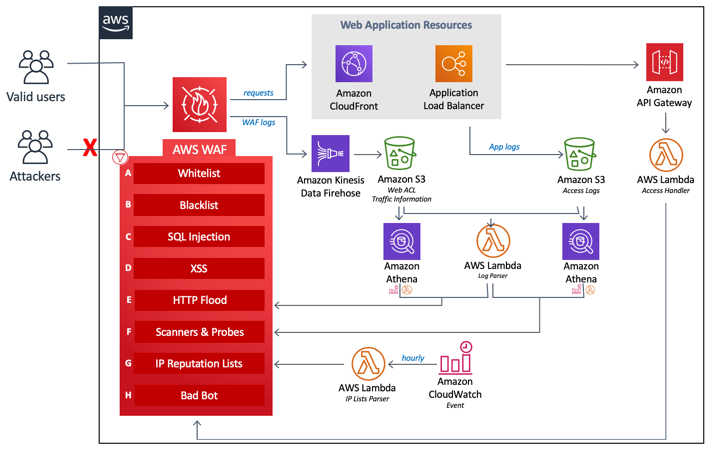 aws
Web Application Resources
Valid users
Attackers
X
requests
WAF logs
Amazon
CloudFront
Application
Load Balancer
Amazon
API Gateway
AWS WAF
A Whitelist
B Blacklist
C SQL Injection
D XSS
E HTTP Flood
F Scanners & Probes
G IP Reputation Lists
H Bad Bot
Amazon Kinesis
Data Firehose
Amazon S3
Web ACL
Traffic Information
App logs
Amazon S3
Access Logs
AWS Lambda
Access Handler
Amazon
Athena
AWS Lambda
Log Parser
Amazon
Athena
AWS Lambda
IP Lists Parser
hourly
Amazon
CloudWatch
Event